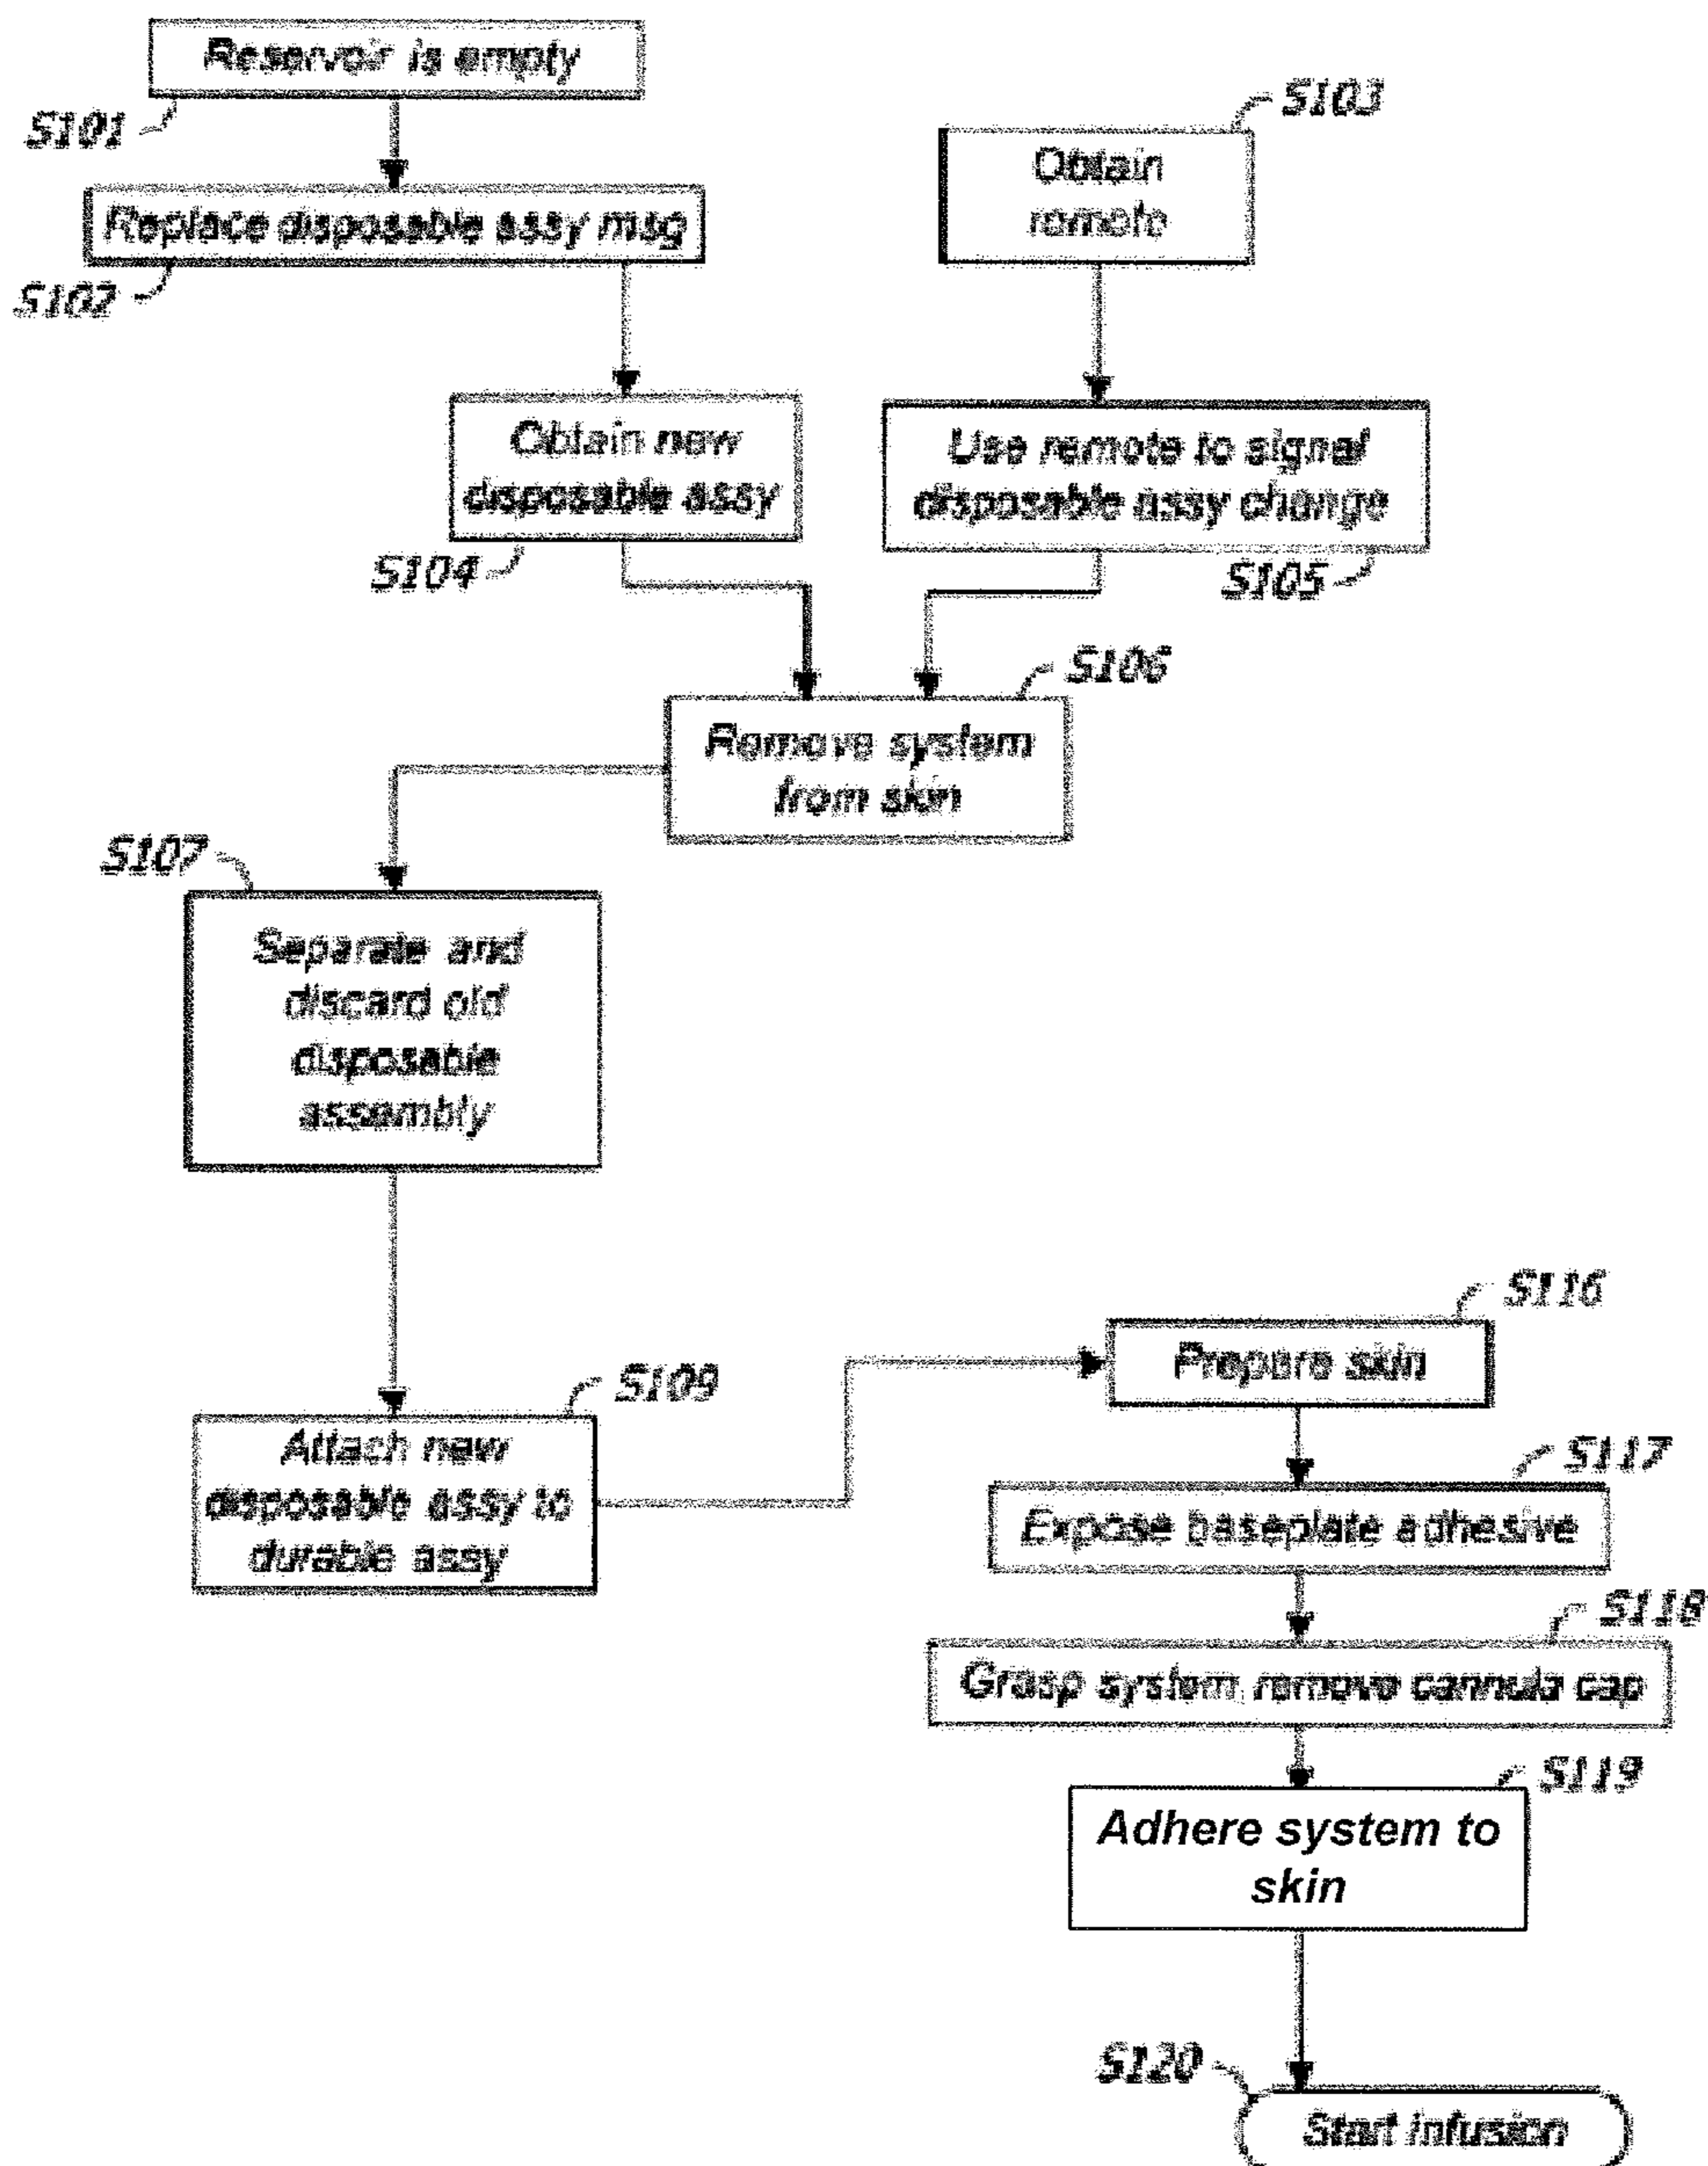 Reservoir is empty
S101
S103
Obtain
remote
Replace disposable assy msg
S102
Obtain new
disposable assy
S104
Use remote to signal
disposable assy change
S105
S106
Remove system
from skin
S107
Separate and
discard old
disposable
assembly
S109
Attach new
disposable assy to
durable assy
S116
Prepare skin
S117
Expose baseplate adhesive
S118
Grasp system, remove cannula cap
S119
Adhere system to
skin
S120
Start infusion